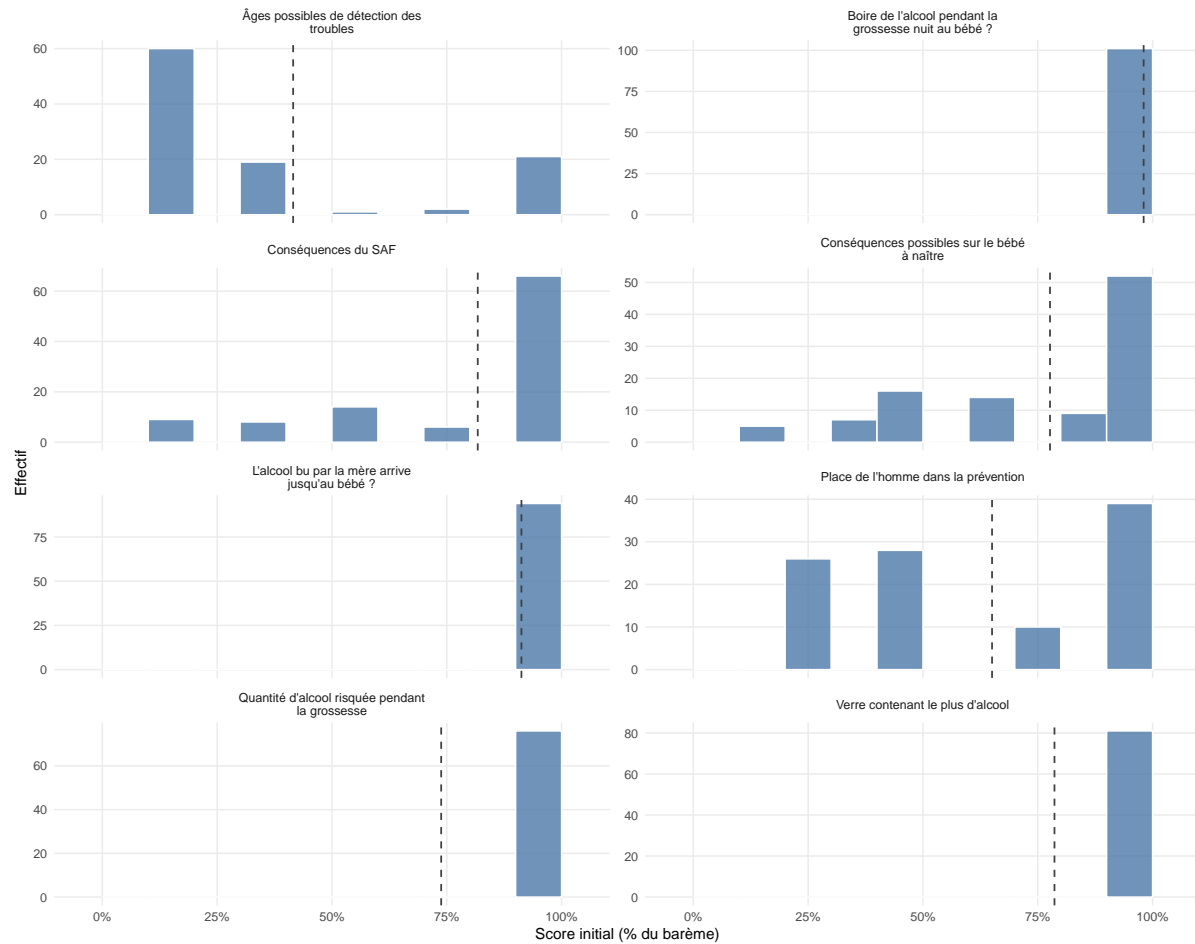 Âges possibles de détection des
troubles
60
40
20
0
Boire de l'alcool pendant la
grossesse nuit au bébé ?
100
75
50
25
0
Conséquences du SAF
60
40
20
0
Conséquences possibles sur le bébé
à naître
50
40
30
20
10
0
Effectif
L'alcool bu par la mère arrive
jusqu'au bébé ?
75
50
25
0
Place de l'homme dans la prévention
40
30
20
10
0
Quantité d'alcool risquée pendant
la grossesse
60
40
20
0
Verre contenant le plus d'alcool
80
60
40
20
0
0% 25% 50% 75% 100%
0% 25% 50% 75% 100%
Score initial (% du barème)